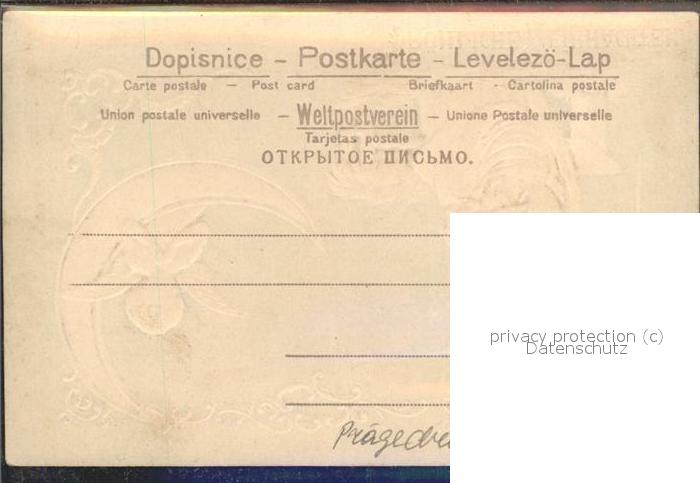 Dopisnice – Postkarte – Levelezö-Lap
Carte postale — Post card Briefkaart - Cartolina postale
Union postale universelle – Weltpostverein – Unione Postale universelle
Tarjetas postale
ОТКРЫТОЕ ПИСЬМО.
privacy protection (c)
Datenschutz